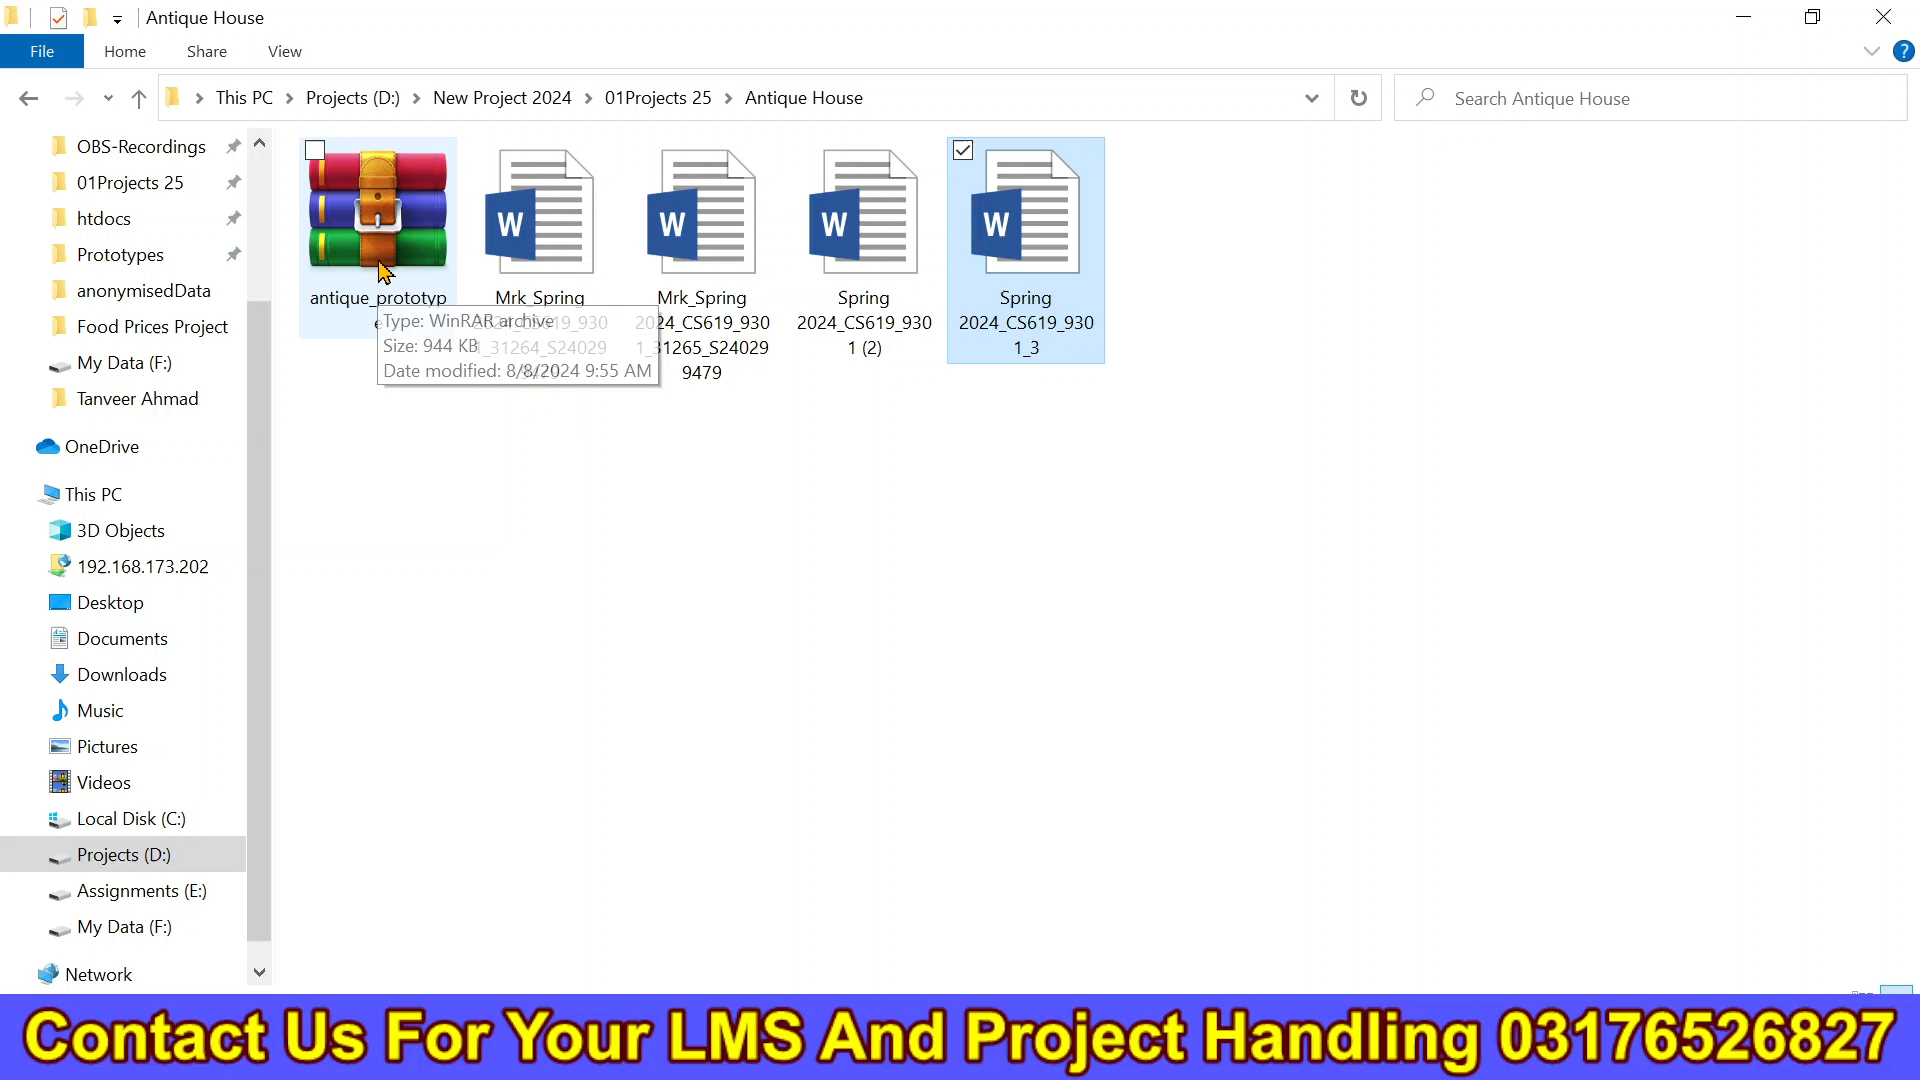 Antique House
File Home Share View
This PC Projects (D:) New Project 2024 01Projects 25 Antique House
Search Antique House
OBS-Recordings
01Projects 25
htdocs
Prototypes
anonymisedData
Food Prices Project
My Data (F:)
Tanveer Ahmad
OneDrive
This PC
3D Objects
192.168.173.202
Desktop
Documents
Downloads
Music
Pictures
Videos
Local Disk (C:)
Projects (D:)
Assignments (E:)
My Data (F:)
Network
antique_prototyp
e
Type: WinRAR archive
Size: 944 KB
Date modified: 8/8/2024 9:55 AM
Mrk_Spring
1_31264_S24029
Mrk_Spring
2024_CS619_930
1_31265_S24029
9479
Spring
2024_CS619_930
1 (2)
Spring
2024_CS619_930
1_3
Contact Us For Your LMS And Project Handling 03176526827